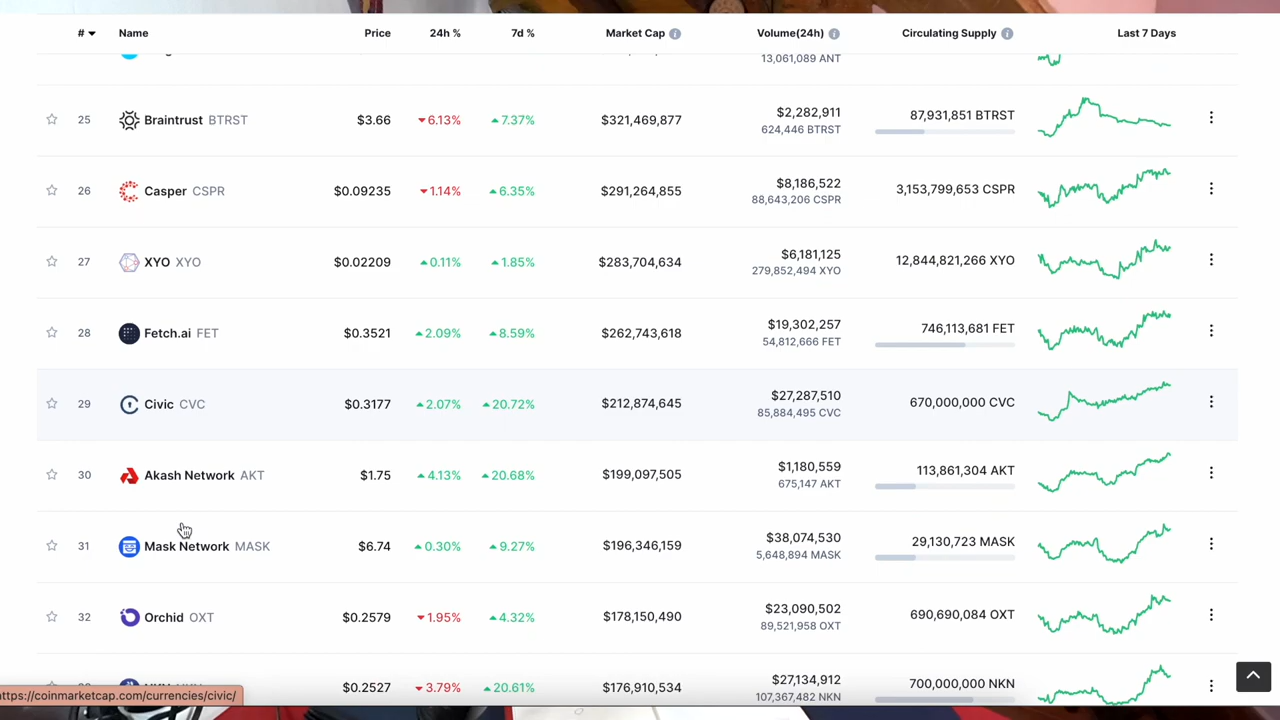 # Name Price 24h % 7d % Market Cap Volume(24h) Circulating Supply Last 7 Days
13,061,089 ANT
25 Braintrust BTRST $3.66 6.13% 7.37% $321,469,877 $2,282,911 87,931,851 BTRST
624,446 BTRST
26 Casper CSPR $0.09235 1.14% 6.35% $291,264,855 $8,186,522 3,153,799,653 CSPR
88,643,206 CSPR
27 XYO XYO $0.02209 0.11% 1.85% $283,704,634 $6,181,125 12,844,821,266 XYO
279,852,494 XYO
28 Fetch.ai FET $0.3521 2.09% 8.59% $262,743,618 $19,302,257 746,113,681 FET
54,812,666 FET
29 Civic CVC $0.3177 2.07% 20.72% $212,874,645 $27,287,510 670,000,000 CVC
85,884,495 CVC
30 Akash Network AKT $1.75 4.13% 20.68% $199,097,505 $1,180,559 113,861,304 AKT
675,147 AKT
31 Mask Network MASK $6.74 0.30% 9.27% $196,346,159 $38,074,530 29,130,723 MASK
5,648,894 MASK
32 Orchid OXT $0.2579 1.95% 4.32% $178,150,490 $23,090,502 690,690,084 OXT
89,521,958 OXT
$0.2527 3.79% 20.61% $176,910,534 $27,134,912 700,000,000 NKN
107,367,482 NKN
https://coinmarketcap.com/currencies/civic/